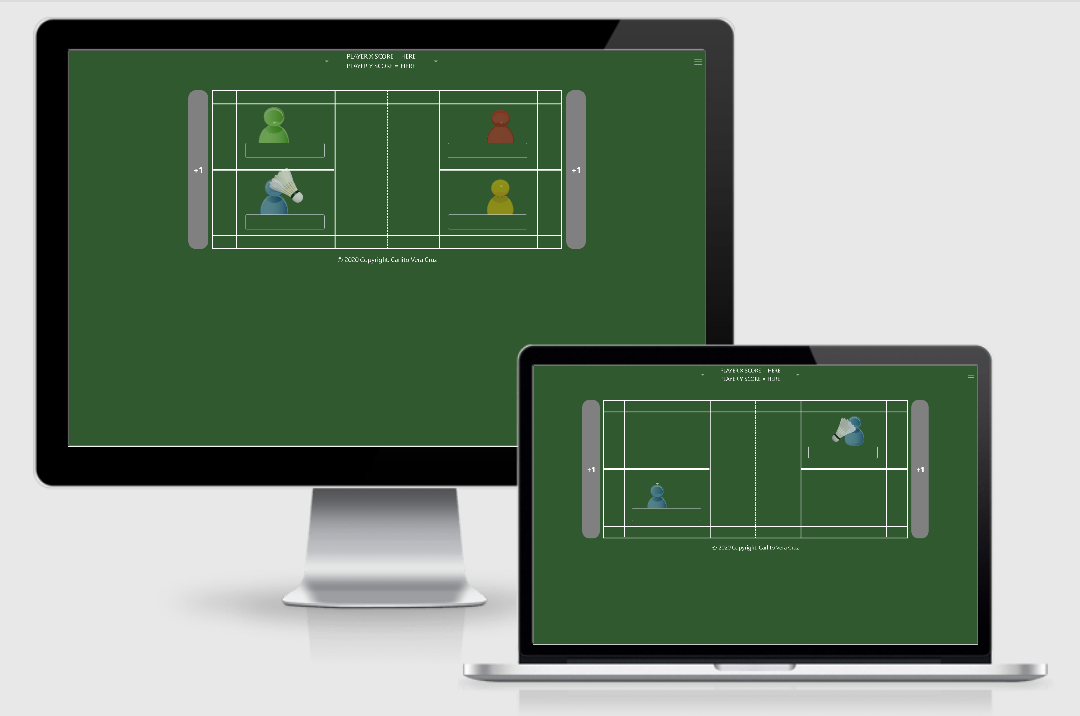 PLAYER X SCORE = HERE
PLAYER Y SCORE = HERE
+1
+1
© 2020 Copyright: Carlito Vera Cruz
PLAYER X SCORE = HERE
PLAYER Y SCORE = HERE
+1
+1
© 2020 Copyright: Carlito Vera Cruz